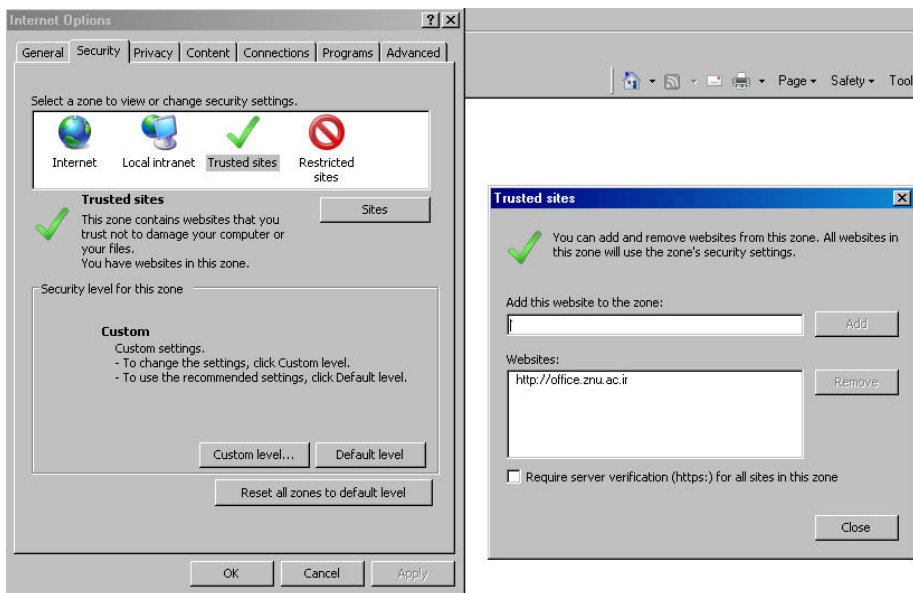 Internet Options
General Security Privacy Content Connections Programs Advanced
Select a zone to view or change security settings.
Internet Local intranet Trusted sites Restricted sites
Trusted sites
Sites
This zone contains websites that you
trust not to damage your computer or
your files.
You have websites in this zone.
Security level for this zone
Custom
Custom settings.
- To change the settings, click Custom level.
- To use the recommended settings, click Default level.
Custom level... Default level
Reset all zones to default level
OK Cancel Apply
Page Safety Tool
Trusted sites
You can add and remove websites from this zone. All websites in
this zone will use the zone's security settings.
Add this website to the zone:
Add
Websites:
http://office.znu.ac.ir
Remove
Require server verification (https:) for all sites in this zone
Close